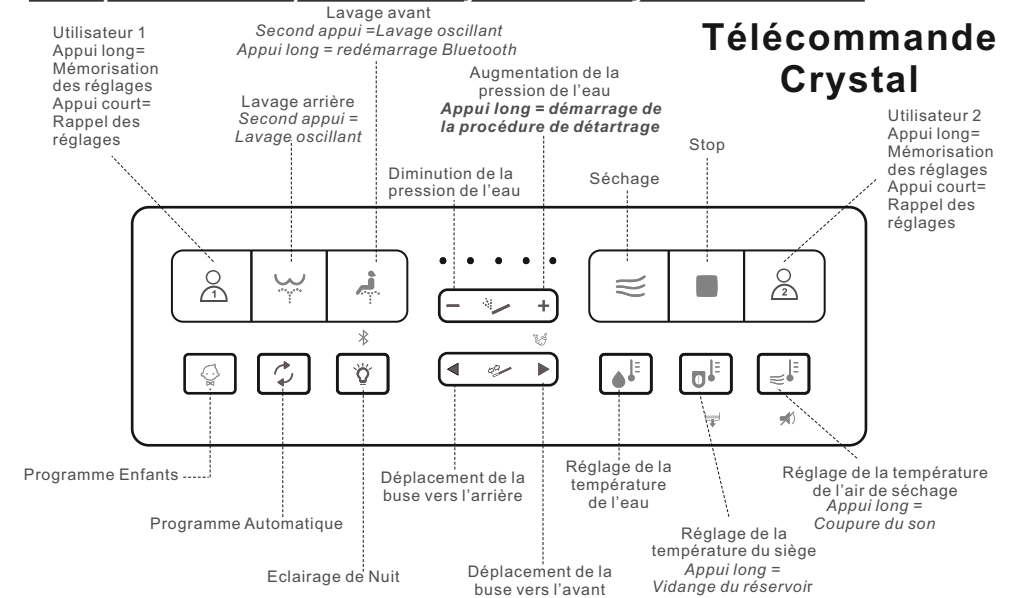 Télécommande
Crystal
Utilisateur 1
Appui long=
Mémorisation
des réglages
Appui court=
Rappel des
réglages
Lavage avant
Second appui =Lavage oscillant
Appui long = redémarrage Bluetooth
Lavage arrière
Second appui =
Lavage oscillant
Augmentation de la
pression de l'eau
Appui long = démarrage de
la procédure de détartrage
Diminution de la
pression de l'eau
Séchage
Stop
Utilisateur 2
Appui long=
Mémorisation
des réglages
Appui court=
Rappel des
réglages
1
2
Programme Enfants
Programme Automatique
Eclairage de Nuit
Déplacement de la
buse vers l'arrière
Déplacement de la
buse vers l'avant
Réglage de la
température
de l'eau
Réglage de la
température du siège
Appui long =
Vidange du réservoir
Réglage de la température
de l'air de séchage
Appui long =
Coupure du son